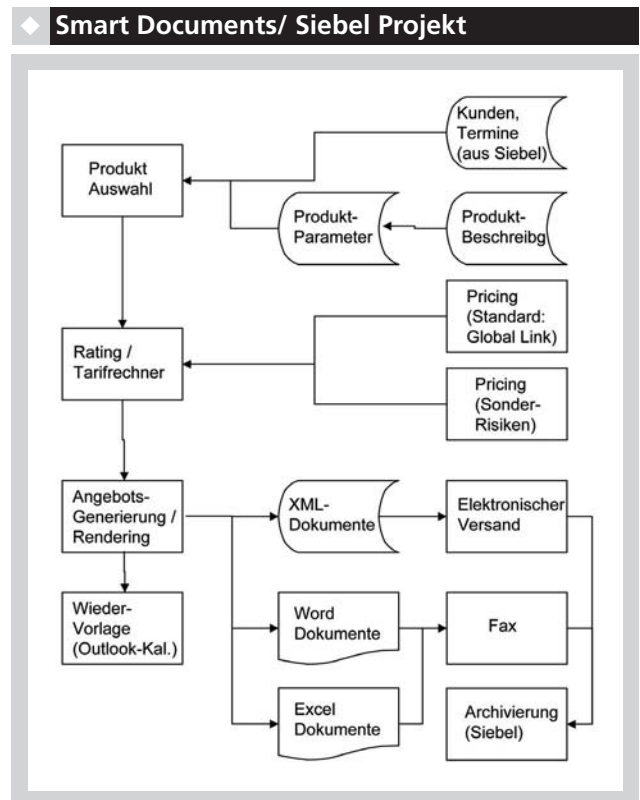 Smart Documents/ Siebel Projekt
Kunden,
Termine
(aus Siebel)
Produkt
Auswahl
Produkt-
Parameter
Produkt-
Beschreibg
Pricing
(Standard:
Global Link)
Rating /
Tarifrechner
Pricing
(Sonder-
Risiken)
Angebots-
Generierung /
Rendering
XML-
Dokumente
Elektronischer
Versand
Wieder-
Vorlage
(Outlook-Kal.)
Word
Dokumente
Fax
Excel
Dokumente
Archivierung
(Siebel)